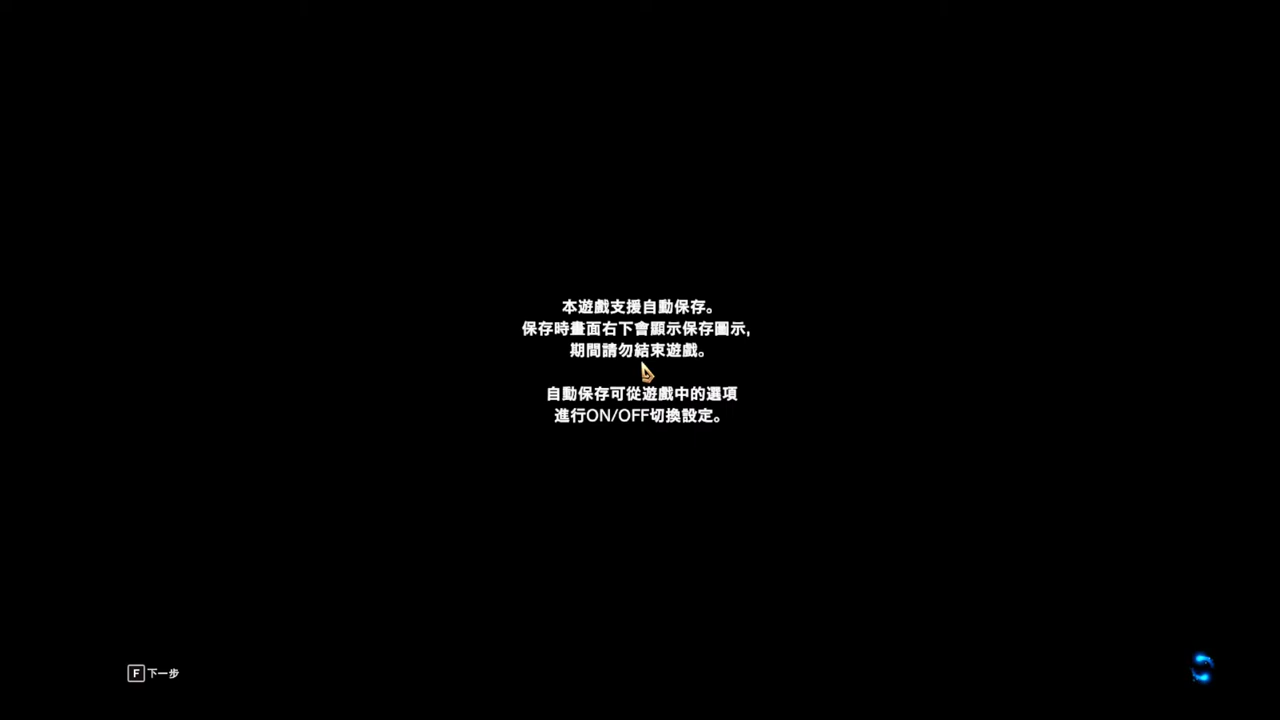 本遊戲支援自動保存。
保存時畫面右下會顯示保存圖示,
期間請勿結束遊戲。
自動保存可從遊戲中的選項
進行ON/OFF切換設定。
F下一步